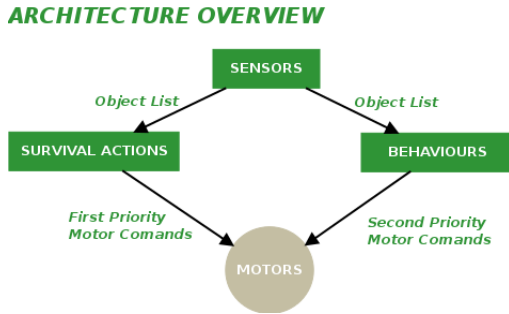 ARCHITECTURE OVERVIEW
SENSORS
Object List
Object List
SURVIVAL ACTIONS
BEHAVIOURS
First Priority
Motor Comands
Second Priority
Motor Comands
MOTORS